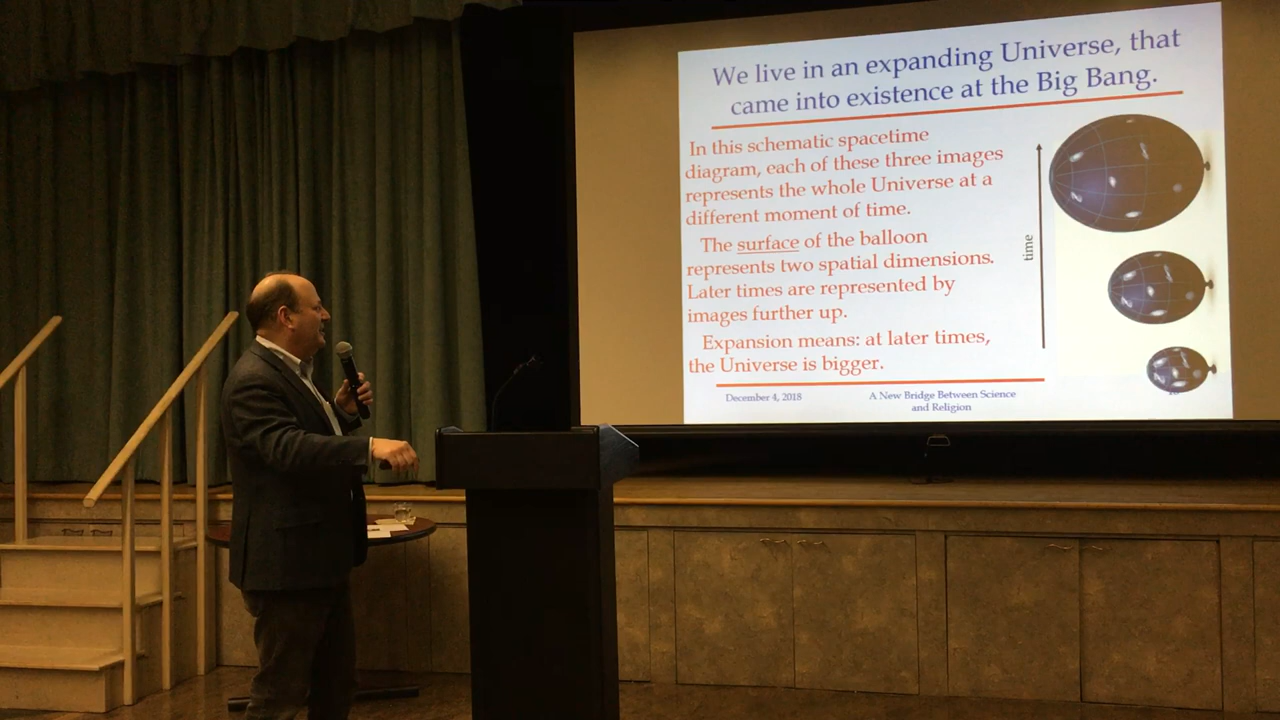 We live in an expanding Universe, that
came into existence at the Big Bang.
In this schematic spacetime
diagram, each of these three images
represents the whole Universe at a
different moment of time.
The surface of the balloon
represents two spatial dimensions.
Later times are represented by
images further up.
Expansion means: at later times,
the Universe is bigger.
time
December 4, 2018
A New Bridge Between Science
and Religion